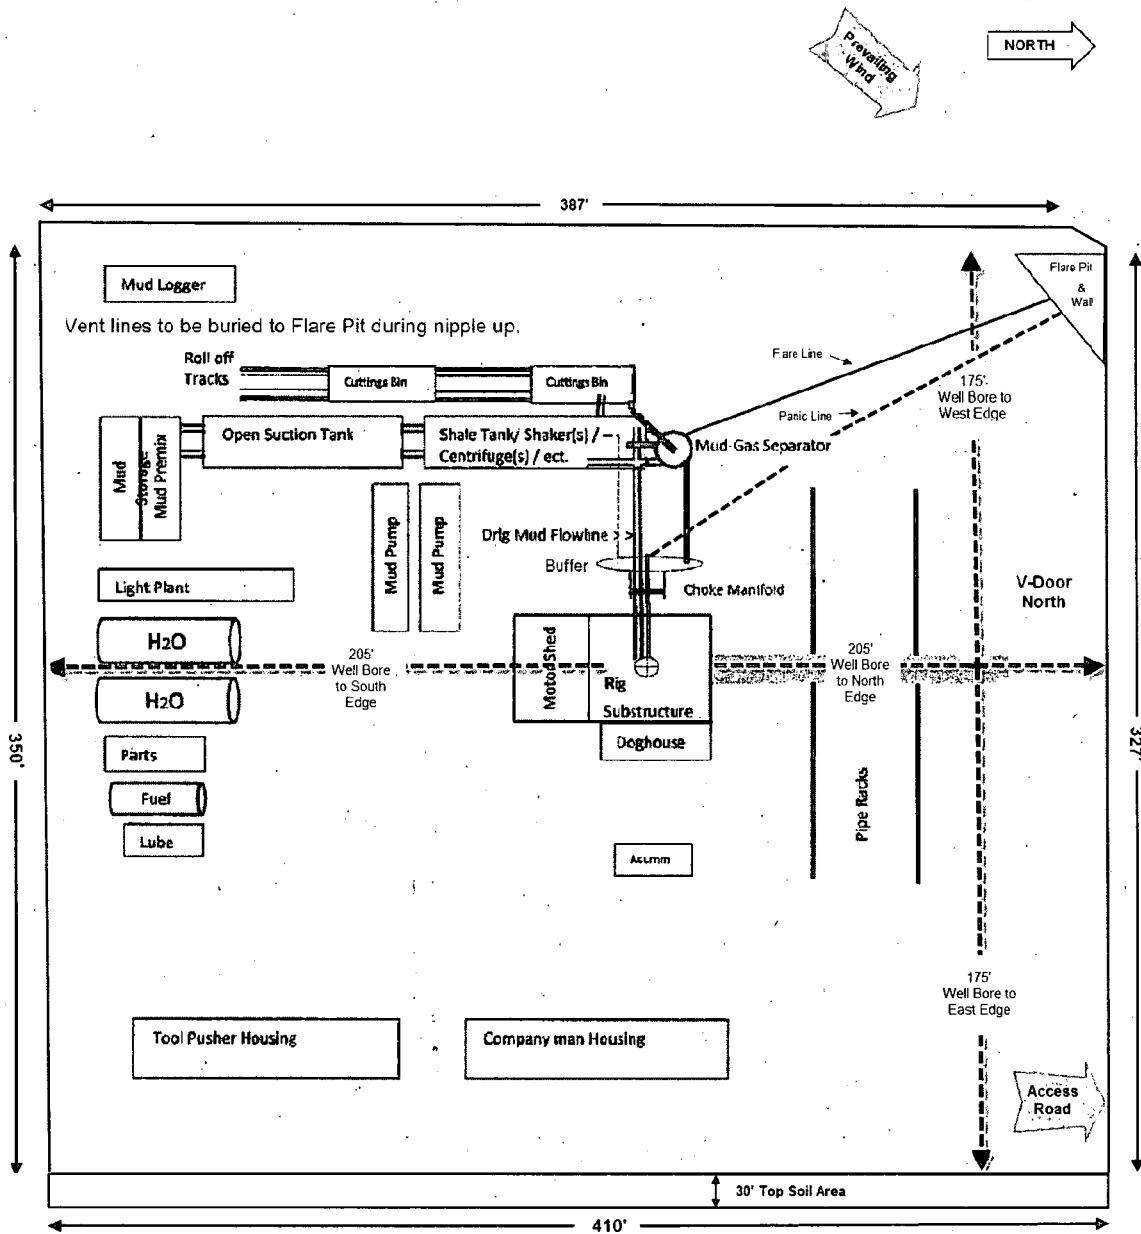 Prevailing
Wind
NORTH
387'
Mud Logger
Flare Pit
&
Wall
Vent lines to be buried to Flare Pit during nipple up.
Roll off
Tracks
Cuttings Bin
Cuttings Bin
Flare Line
175'
Well Bore to
West Edge
Panic Line
Open Suction Tank
Shale Tank/ Shaker(s) /
Centrifuge(s) / ect.
Mud-Gas Separator
Mud
Storage
Mud Premix
Mud Pump
Mud Pump
Drlg Mud Flowline
Buffer
Light Plant
Choke Manifold
V-Door
North
H2O
Motor Shed
205'
Well Bore
to South
Edge
205'
Well Bore
to North
Edge
H2O
Rig
Substructure
Doghouse
350'
327'
Parts
Fuel
Lube
Pipe Racks
Acumm
175'
Well Bore to
East Edge
Tool Pusher Housing
Company man Housing
Access
Road
30' Top Soil Area
410'